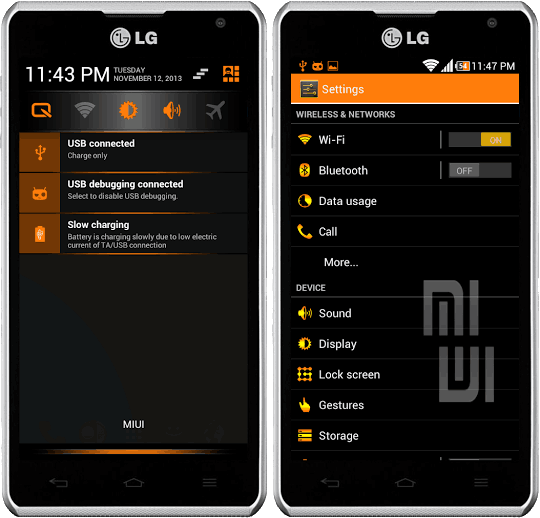 LG
11:43 PM
TUESDAY
NOVEMBER 12, 2013
USB connected
Charge only
USB debugging connected
Select to disable USB debugging.
Slow charging
Battery is charging slowly due to low electric
current of TA/USB connection
MIUI
LG
54
11:47 PM
Settings
WIRELESS & NETWORKS
Wi-Fi
ON
Bluetooth
OFF
Data usage
Call
More...
DEVICE
Sound
Display
Lock screen
Gestures
Storage
MI
UI